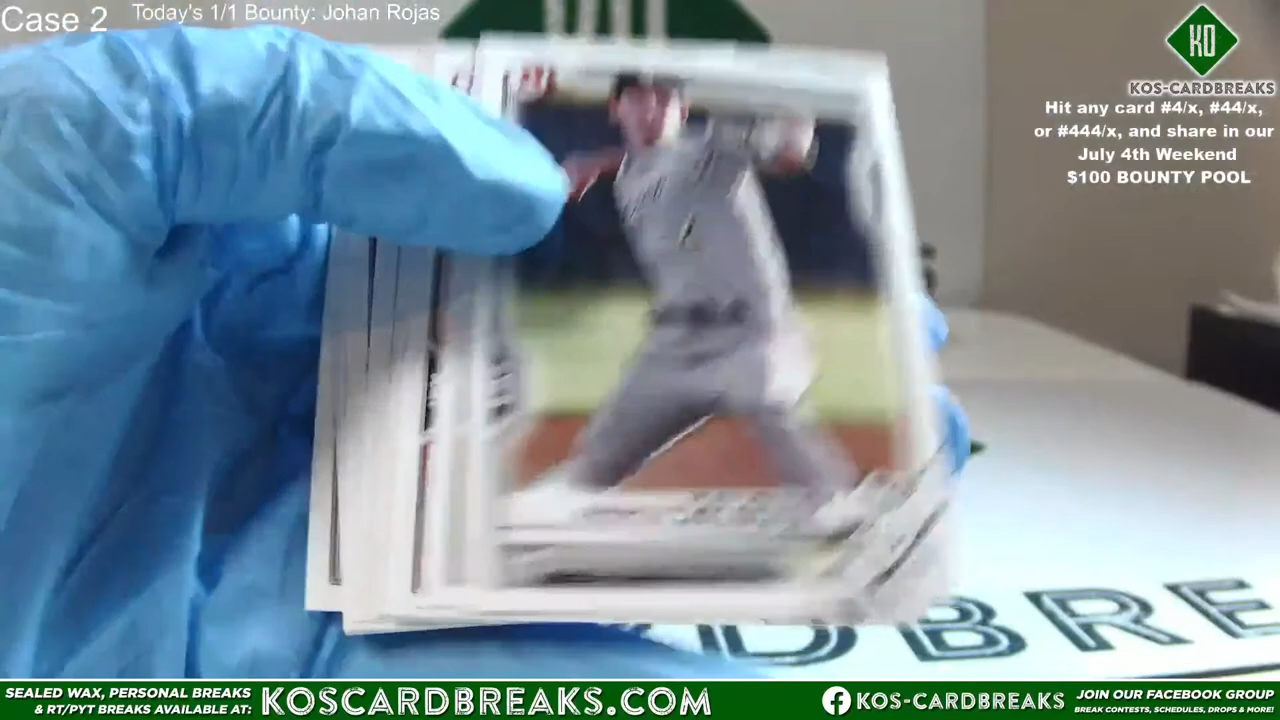 Case 2
Today's 1/1 Bounty: Johan Rojas
KO
KOS-CARDBREAKS
Hit any card #4/x, #44/x,
or #444/x, and share in our
July 4th Weekend
$100 BOUNTY POOL
DBRE
SEALED WAX, PERSONAL BREAKS
& RT/PYT BREAKS AVAILABLE AT:
KOSCARDBREAKS.COM
KOS-CARDBREAKS
JOIN OUR FACEBOOK GROUP
BREAK CONTESTS, SCHEDULES, DROPS & MORE!